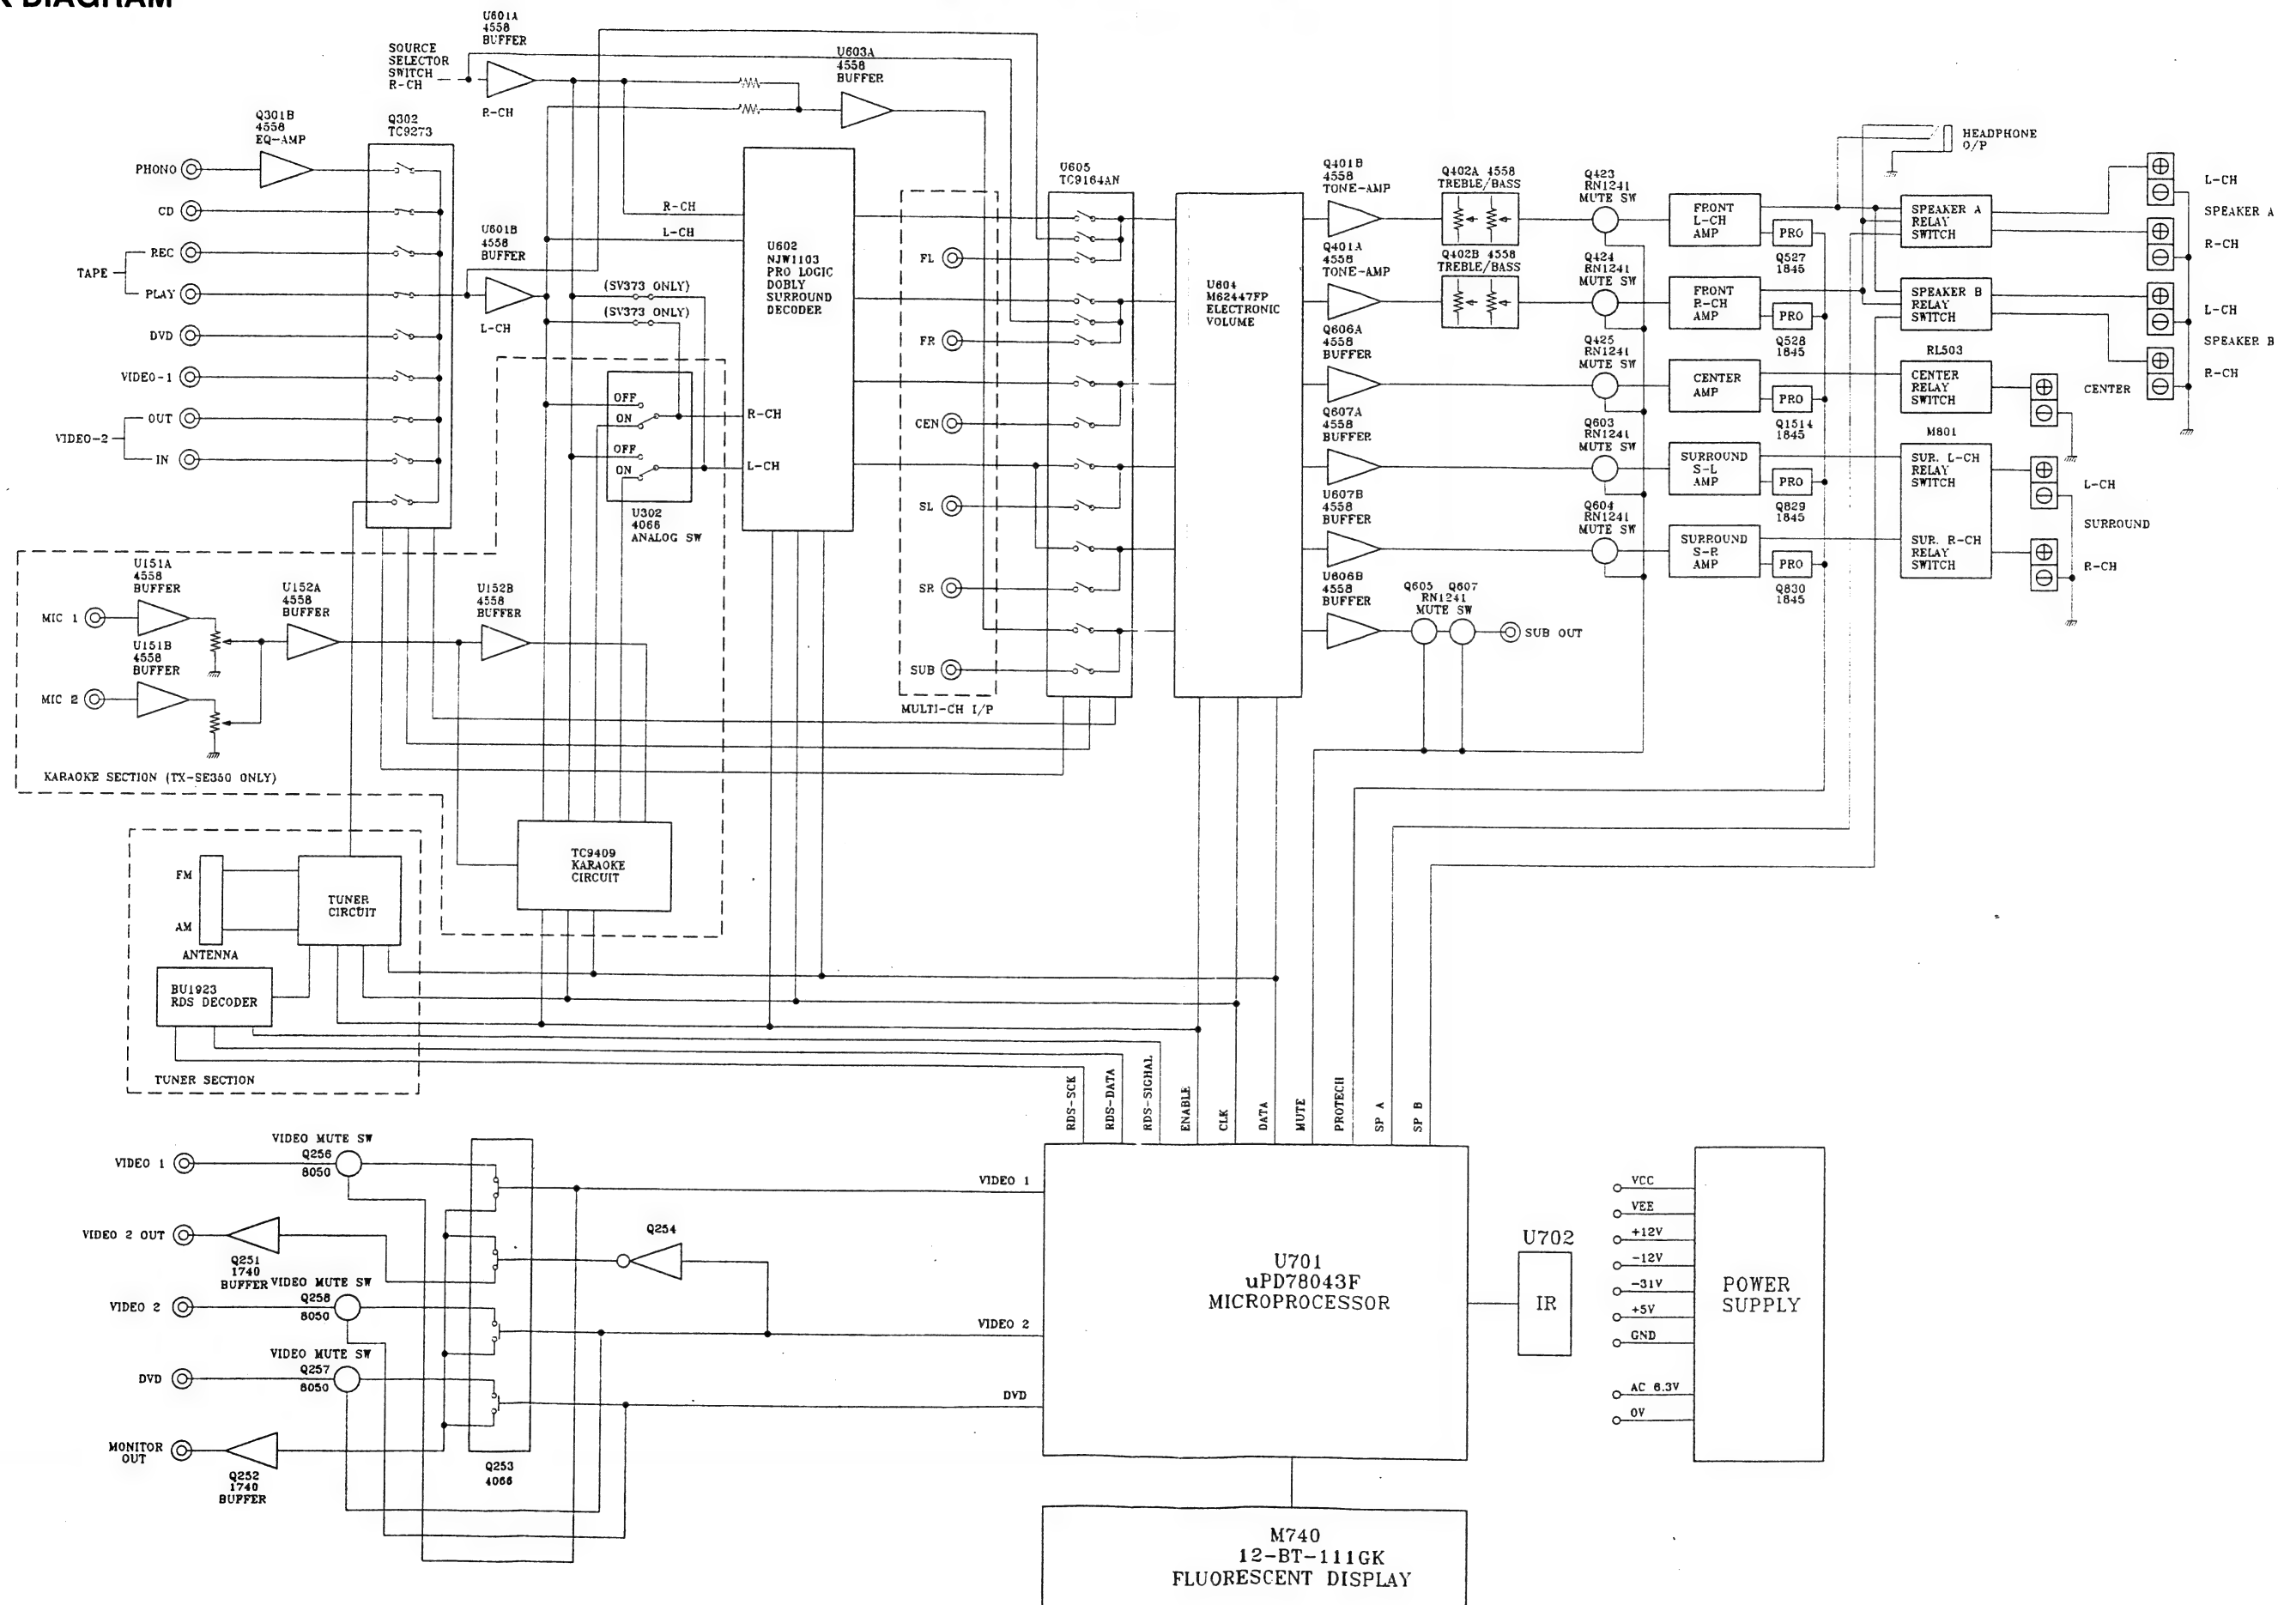 DIAGRAM
U601A
4558
BUFFER
SOURCE
SELECTOR
SWITCH
R-CH
R-CH
U603A
4558
BUFFER
Q301B
4558
EQ-AMP
Q302
TC9273
PHONO
CD
REC
TAPE
PLAY
DVD
VIDEO-1
OUT
VIDEO-2
IN
U601B
4558
BUFFER
L-CH
R-CH
L-CH
(SV373 ONLY)
(SV373 ONLY)
U602
NJW1103
PRO LOGIC
DOBLY
SURROUND
DECODER
R-CH
L-CH
OFF
ON
OFF
ON
U302
4066
ANALOG SW
FL
FR
CEN
SL
SR
SUB
MULTI-CH I/P
U605
TC9164AN
U604
M62447FP
ELECTRONIC
VOLUME
Q401B
4558
TONE-AMP
Q401A
4558
TONE-AMP
Q606A
4558
BUFFER
Q607A
4558
BUFFER
U607B
4558
BUFFER
U606B
4558
BUFFER
Q402A 4558
TREBLE/BASS
Q402B 4558
TREBLE/BASS
Q423
RN1241
MUTE SW
Q424
RN1241
MUTE SW
Q425
RN1241
MUTE SW
Q603
RN1241
MUTE SW
Q604
RN1241
MUTE SW
Q605 Q607
RN1241
MUTE SW
SUB OUT
FRONT
L-CH
AMP
PRO
Q527
1845
FRONT
R-CH
AMP
PRO
Q528
1845
CENTER
AMP
PRO
Q1514
1845
SURROUND
S-L
AMP
PRO
Q829
1845
SURROUND
S-R
AMP
PRO
Q830
1845
HEADPHONE
O/P
SPEAKER A
RELAY
SWITCH
SPEAKER B
RELAY
SWITCH
RL503
CENTER
RELAY
SWITCH
M801
SUR. L-CH
RELAY
SWITCH
SUR. R-CH
RELAY
SWITCH
L-CH
SPEAKER A
R-CH
L-CH
SPEAKER B
R-CH
CENTER
L-CH
SURROUND
R-CH
U151A
4558
BUFFER
MIC 1
U151B
4558
BUFFER
MIC 2
U152A
4558
BUFFER
U152B
4558
BUFFER
KARAOKE SECTION (TX-SE350 ONLY)
TC9409
KARAOKE
CIRCUIT
FM
AM
ANTENNA
TUNER
CIRCUIT
BU1923
RDS DECODER
TUNER SECTION
RDS-SCK
RDS-DATA
RDS-SIGHAL
ENABLE
CLK
DATA
MUTE
PROTECH
SP A
SP B
VIDEO MUTE SW
VIDEO 1
Q256
8050
VIDEO 2 OUT
Q251
1740
BUFFER
VIDEO MUTE SW
VIDEO 2
Q258
8050
VIDEO MUTE SW
DVD
Q257
8050
MONITOR
OUT
Q252
1740
BUFFER
Q253
4066
Q254
VIDEO 1
VIDEO 2
DVD
U701
uPD78043F
MICROPROCESSOR
U702
IR
VCC
VEE
+12V
-12V
-31V
+5V
GND
AC 6.3V
0V
POWER
SUPPLY
M740
12-BT-111GK
FLUORESCENT DISPLAY